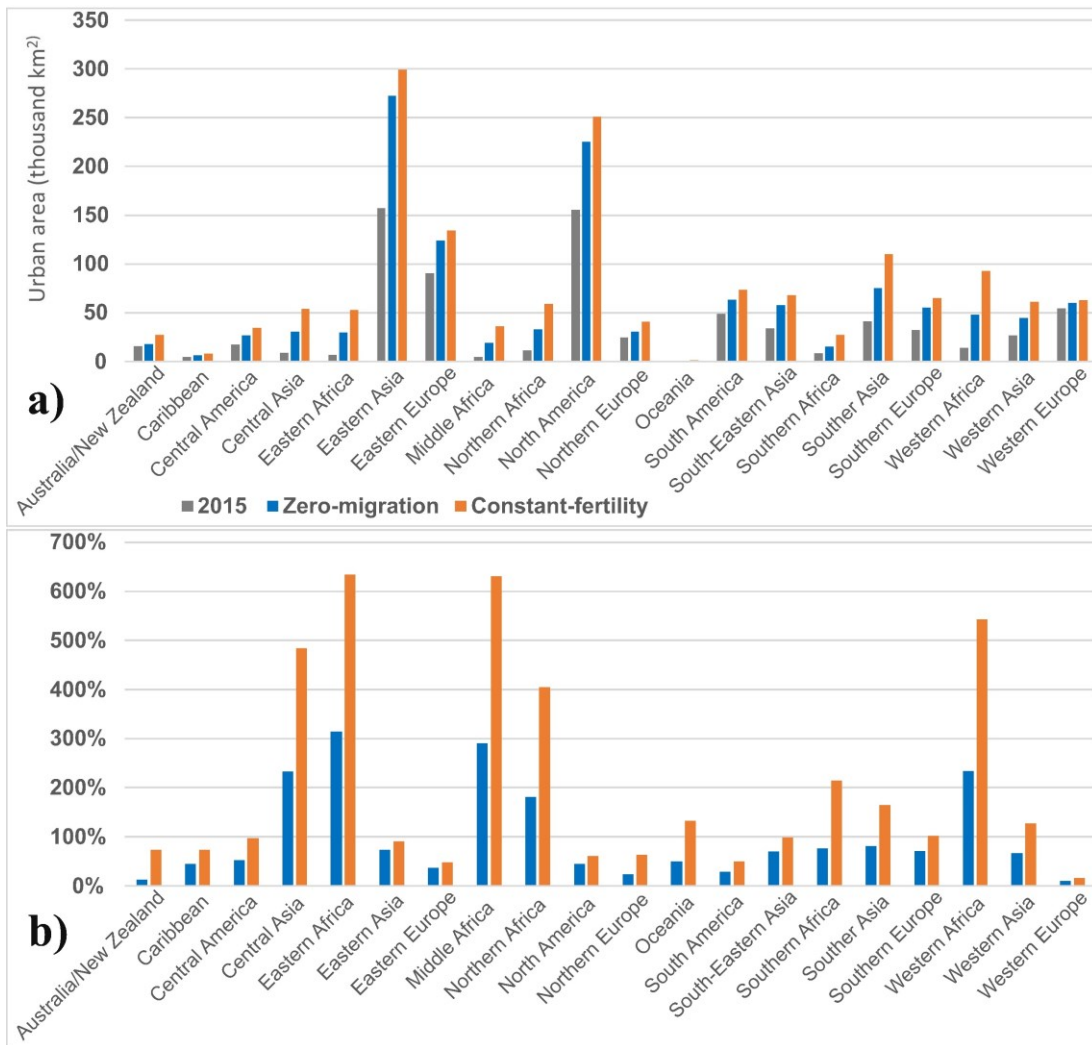 350
300
250
200
150
100
50
0
Urban area (thousand km²)
a)
Australia/New Zealand
Caribbean
Central America
Central Asia
Eastern Africa
Eastern Asia
Eastern Europe
Middle Africa
Northern Africa
North America
Northern Europe
Oceania
South America
South-Eastern Asia
Southern Africa
Souther Asia
Southern Europe
Western Africa
Western Asia
Western Europe
2015 Zero-migration Constant-fertility
700%
600%
500%
400%
300%
200%
100%
0%
b)
Australia/New Zealand
Caribbean
Central America
Central Asia
Eastern Africa
Eastern Asia
Eastern Europe
Middle Africa
Northern Africa
North America
Northern Europe
Oceania
South America
South-Eastern Asia
Southern Africa
Souther Asia
Southern Europe
Western Africa
Western Asia
Western Europe